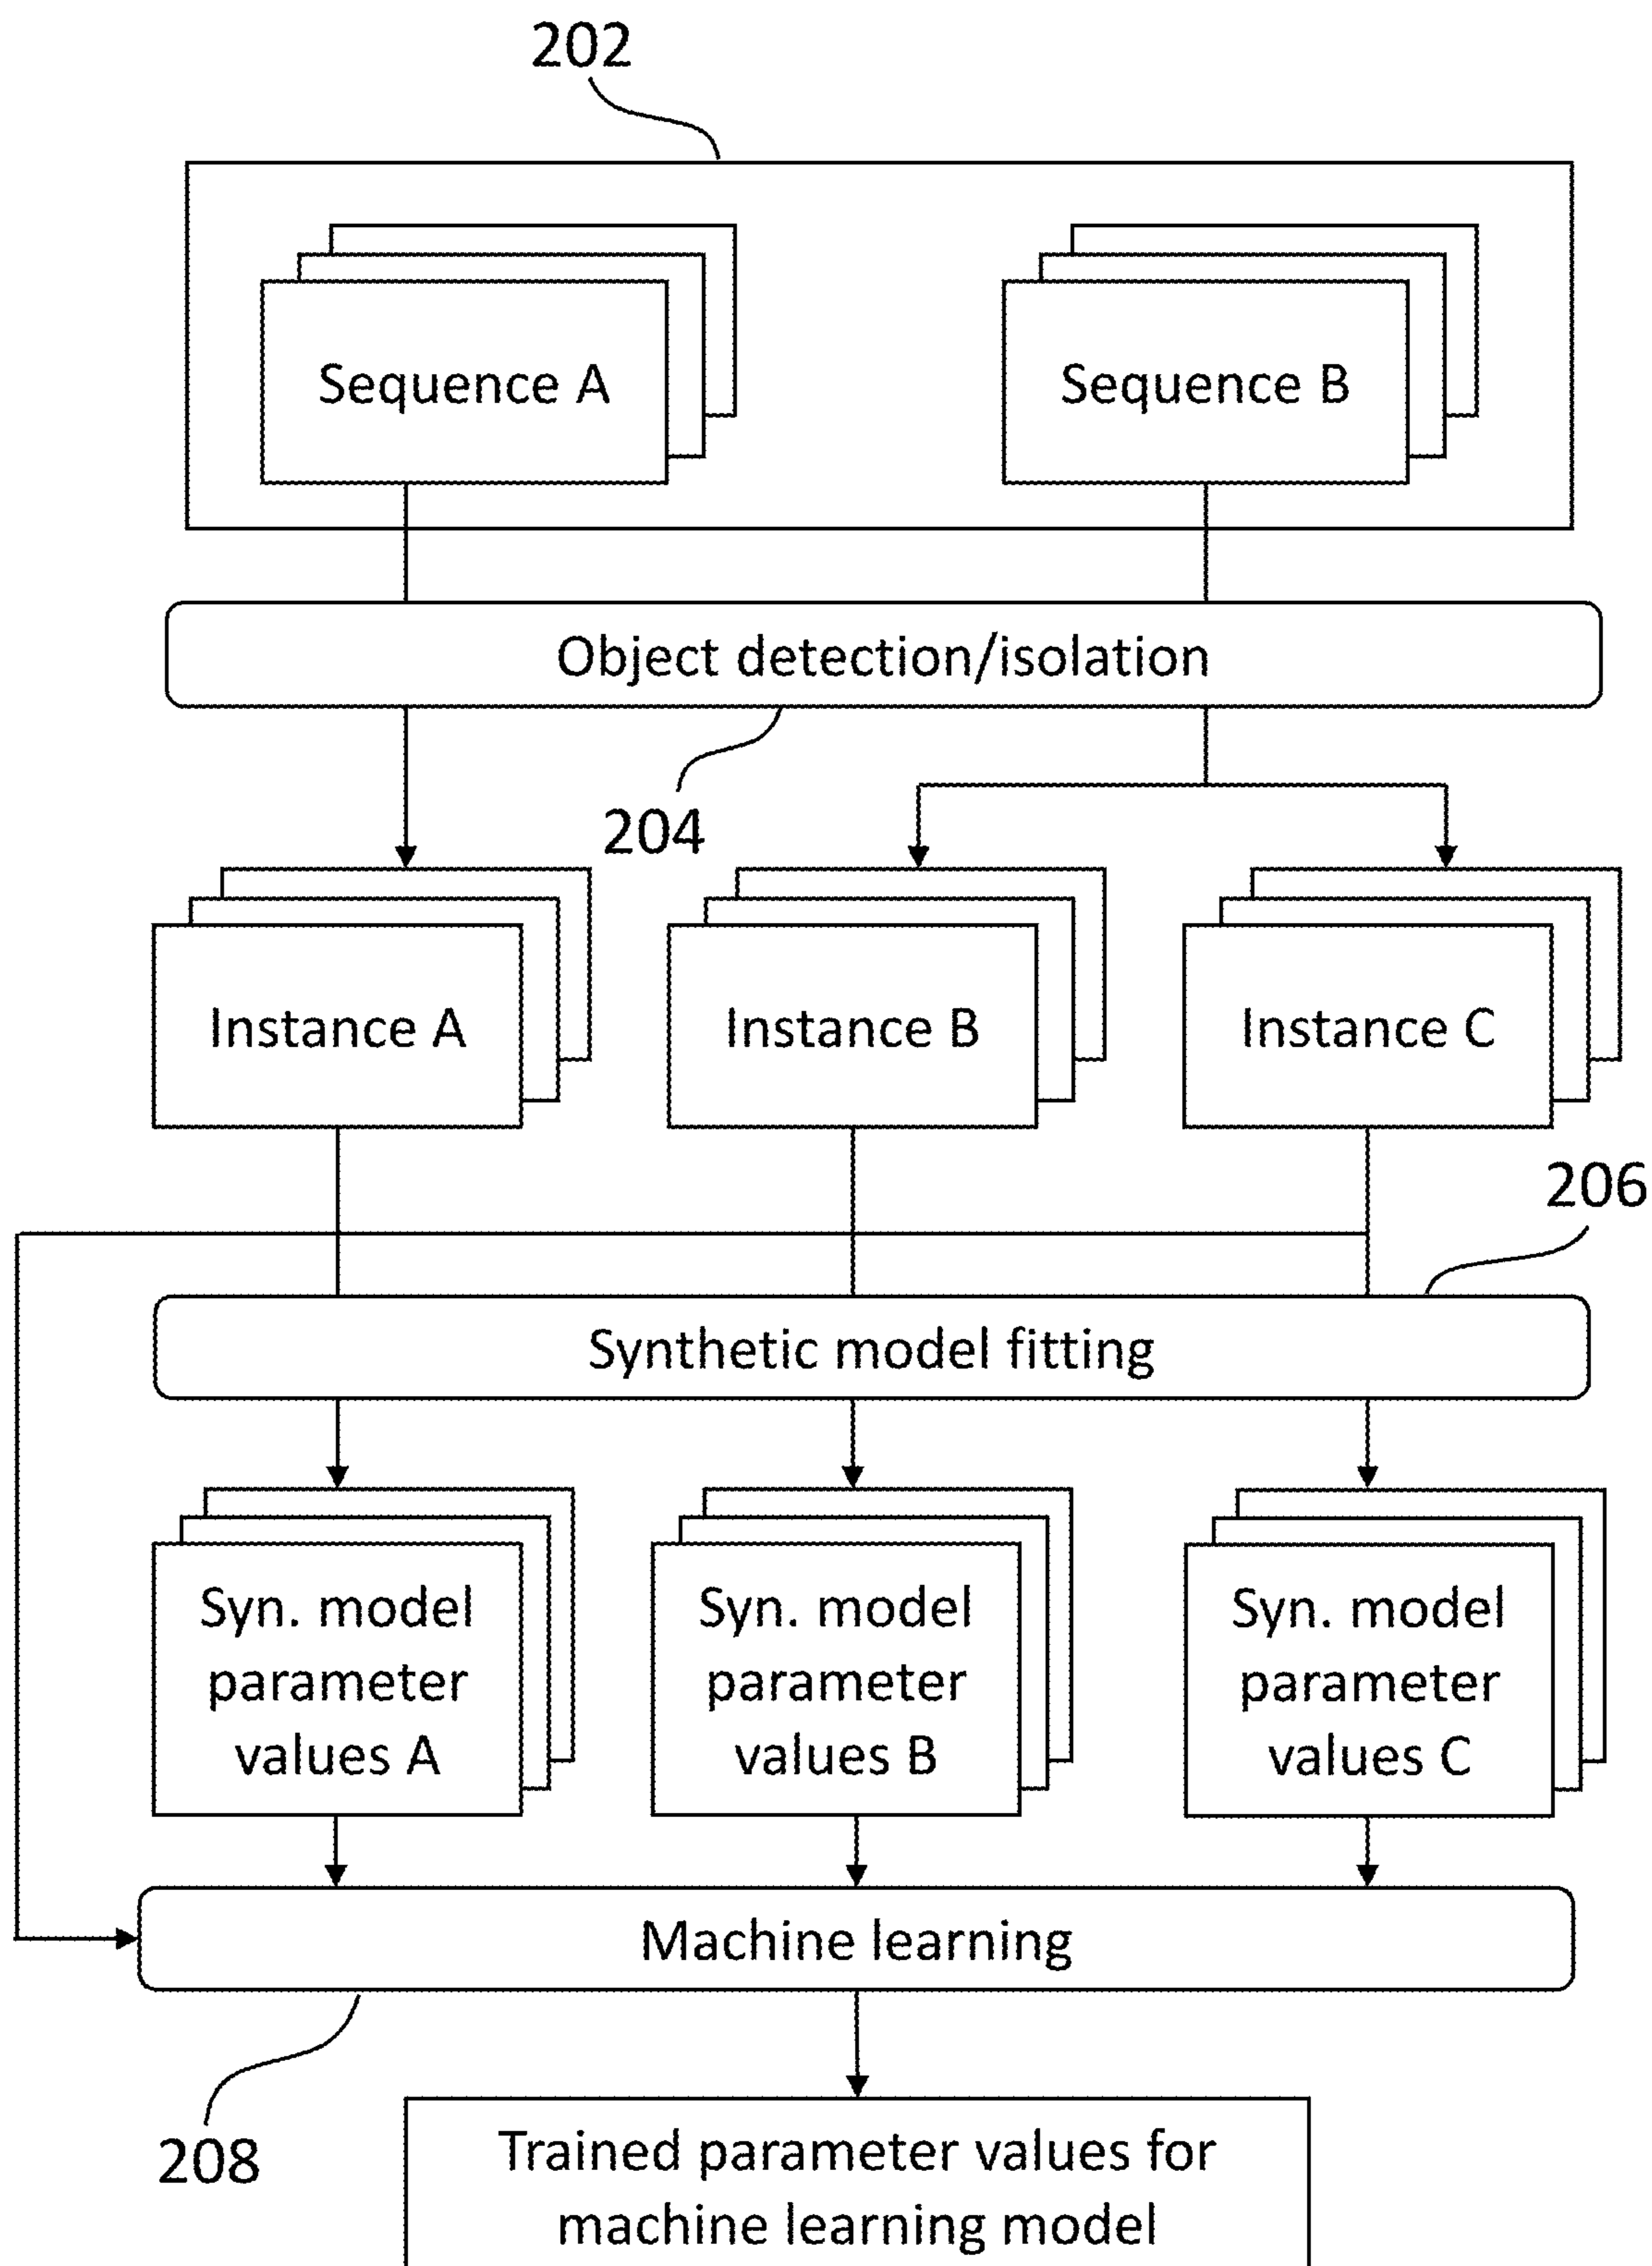 202
Sequence A
Sequence B
Object detection/isolation
204
Instance A
Instance B
Instance C
206
Synthetic model fitting
Syn. model
parameter
values A
Syn. model
parameter
values B
Syn. model
parameter
values C
Machine learning
208
Trained parameter values for
machine learning model